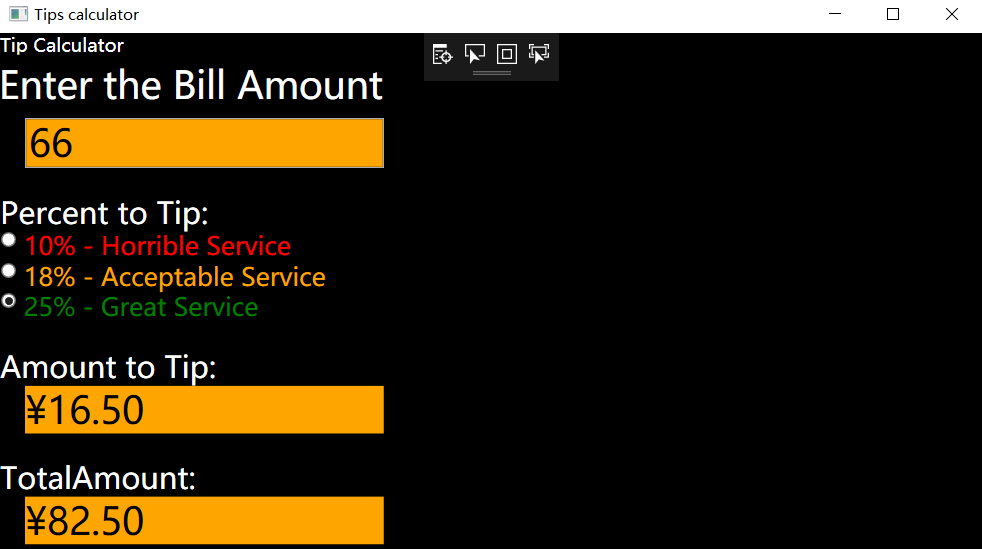 Tips calculator
Tip Calculator
Enter the Bill Amount
66
Percent to Tip:
10% - Horrible Service
18% - Acceptable Service
25% - Great Service
Amount to Tip:
¥16.50
TotalAmount:
¥82.50